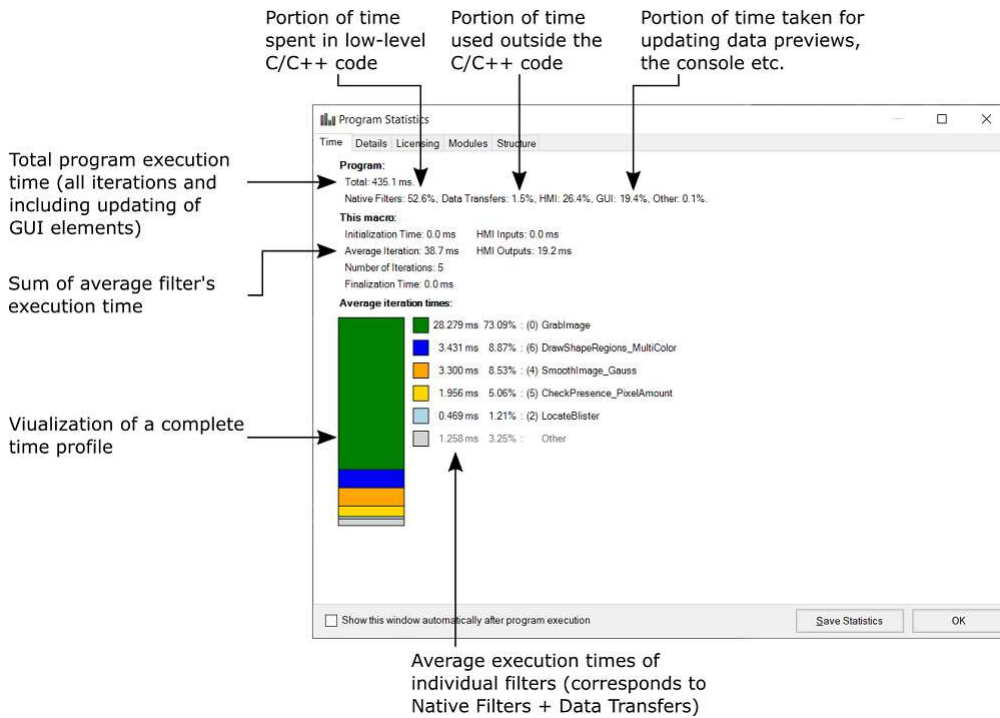 Portion of time
spent in low-level
C/C++ code
Portion of time
used outside the
C/C++ code
Portion of time taken for
updating data previews,
the console etc.
Program Statistics
Time Details Licensing Modules Structure
Total program execution
time (all iterations and
including updating of
GUI elements)
Program:
Total: 435.1 ms.
Native Filters: 52.6%, Data Transfers: 1.5%, HMI: 26.4%, GUI: 19.4%, Other: 0.1%.
This macro:
Initialization Time: 0.0 ms HMI Inputs: 0.0 ms
Average Iteration: 38.7 ms HMI Outputs: 19.2 ms
Number of Iterations: 5
Finalization Time: 0.0 ms
Sum of average filter's
execution time
Average iteration times:
28.279 ms 73.09% : (0) GrabImage
3.431 ms 8.87% : (6) DrawShapeRegions_MultiColor
3.300 ms 8.53% : (4) SmoothImage_Gauss
1.956 ms 5.06% : (5) CheckPresence_PixelAmount
0.469 ms 1.21% : (2) LocateBlister
1.258 ms 3.25% : Other
Viualization of a complete
time profile
Show this window automatically after program execution
Save Statistics
OK
Average execution times of
individual filters (corresponds to
Native Filters + Data Transfers)